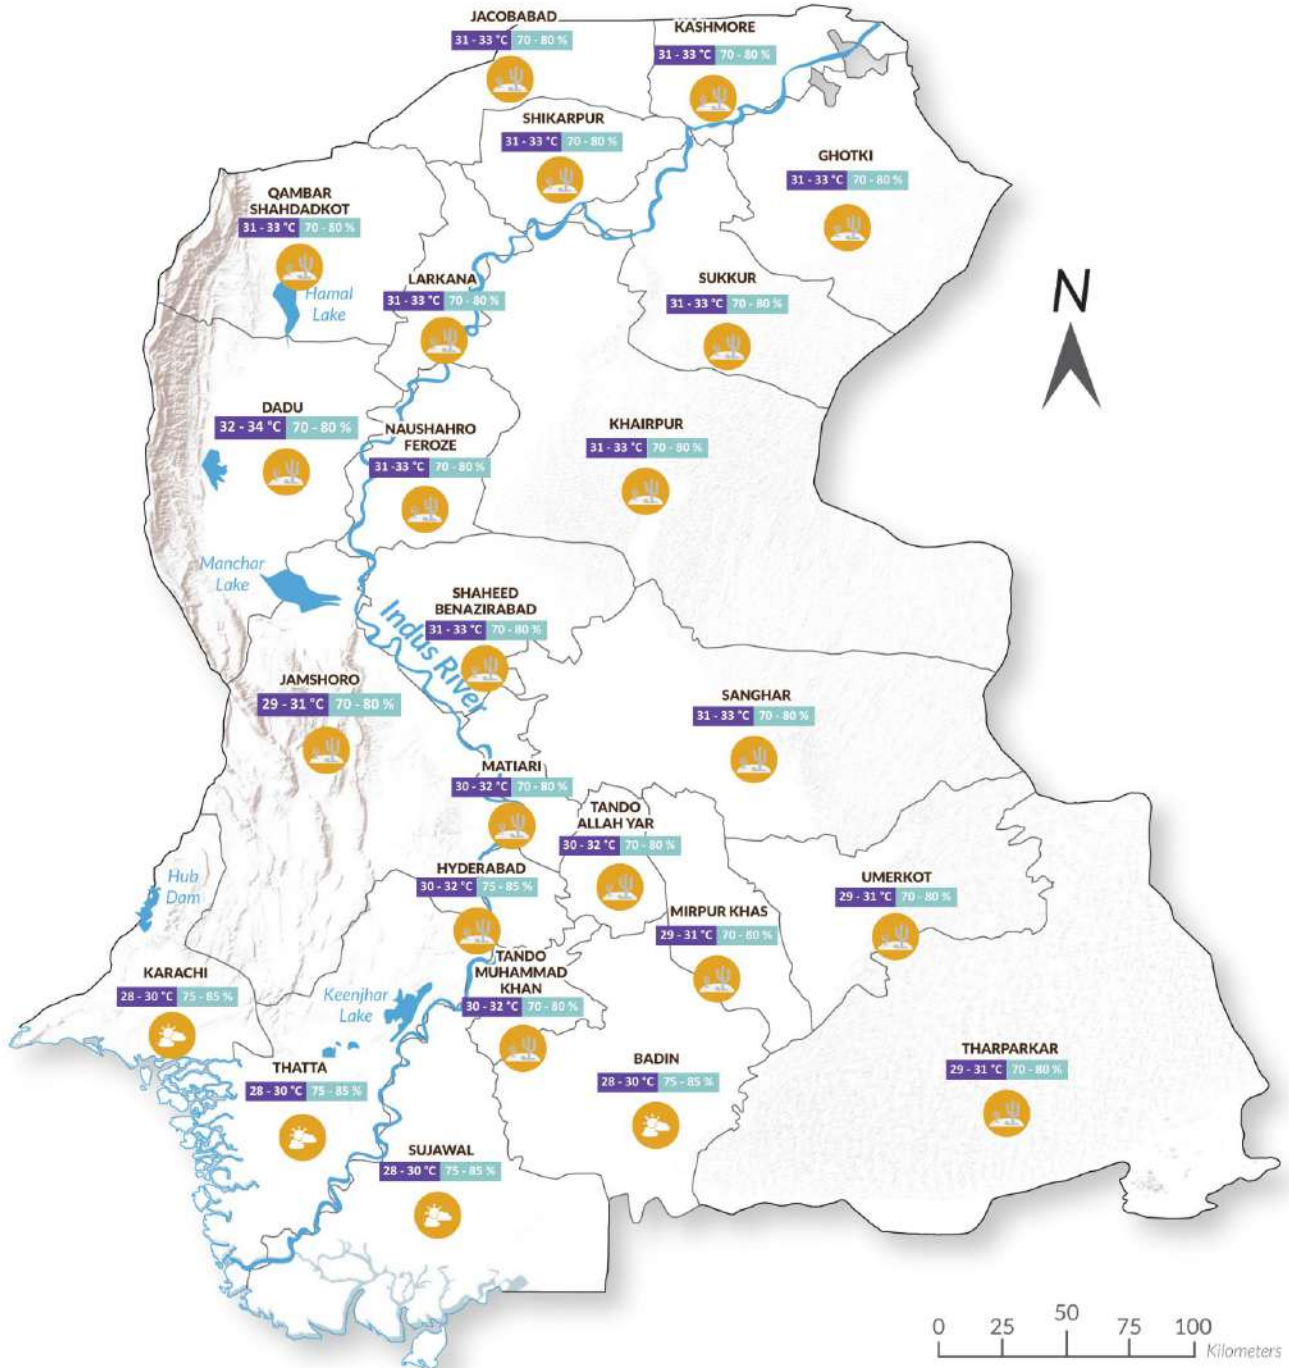 JACOBABAD
31 - 33 °C 70 - 80 %
KASHMORE
31 - 33 °C 70 - 80 %
SHIKARPUR
31 - 33 °C 70 - 80 %
GHOTKI
31 - 33 °C 70 - 80 %
QAMBAR
SHAHDADKOT
31 - 33 °C 70 - 80 %
Hamal
Lake
LARKANA
31 - 33 °C 70 - 80 %
SUKKUR
31 - 33 °C 70 - 80 %
N
DADU
32 - 34 °C 70 - 80 %
NAUSHAHRO
FEROZE
31 -33 °C 70 - 80 %
KHAIRPUR
31 - 33 °C 70 - 80 %
Manchar
Lake
SHAHEED
BENAZIRABAD
31 - 33 °C 70 - 80 %
Indus River
JAMSHORO
29 - 31 °C 70 - 80 %
SANGHAR
31 - 33 °C 70 - 80 %
MATIARI
30 - 32 °C 70 - 80 %
TANDO
ALLAH YAR
30 - 32 °C 70 - 80 %
Hub
Dam
HYDERABAD
30 - 32 °C 75 - 85 %
UMERKOT
29 - 31 °C 70 - 80 %
MIRPUR KHAS
29 - 31 °C 70 - 80 %
KARACHI
28 - 30 °C 75 - 85 %
Keenjhar
Lake
TANDO
MUHAMMAD
KHAN
30 - 32 °C 70 - 80 %
THATTA
28 - 30 °C 75 - 85 %
BADIN
28 - 30 °C 75 - 85 %
THARPARKAR
29 - 31 °C 70 - 80 %
SUJAWAL
28 - 30 °C 75 - 85 %
0 25 50 75 100
Kilometers